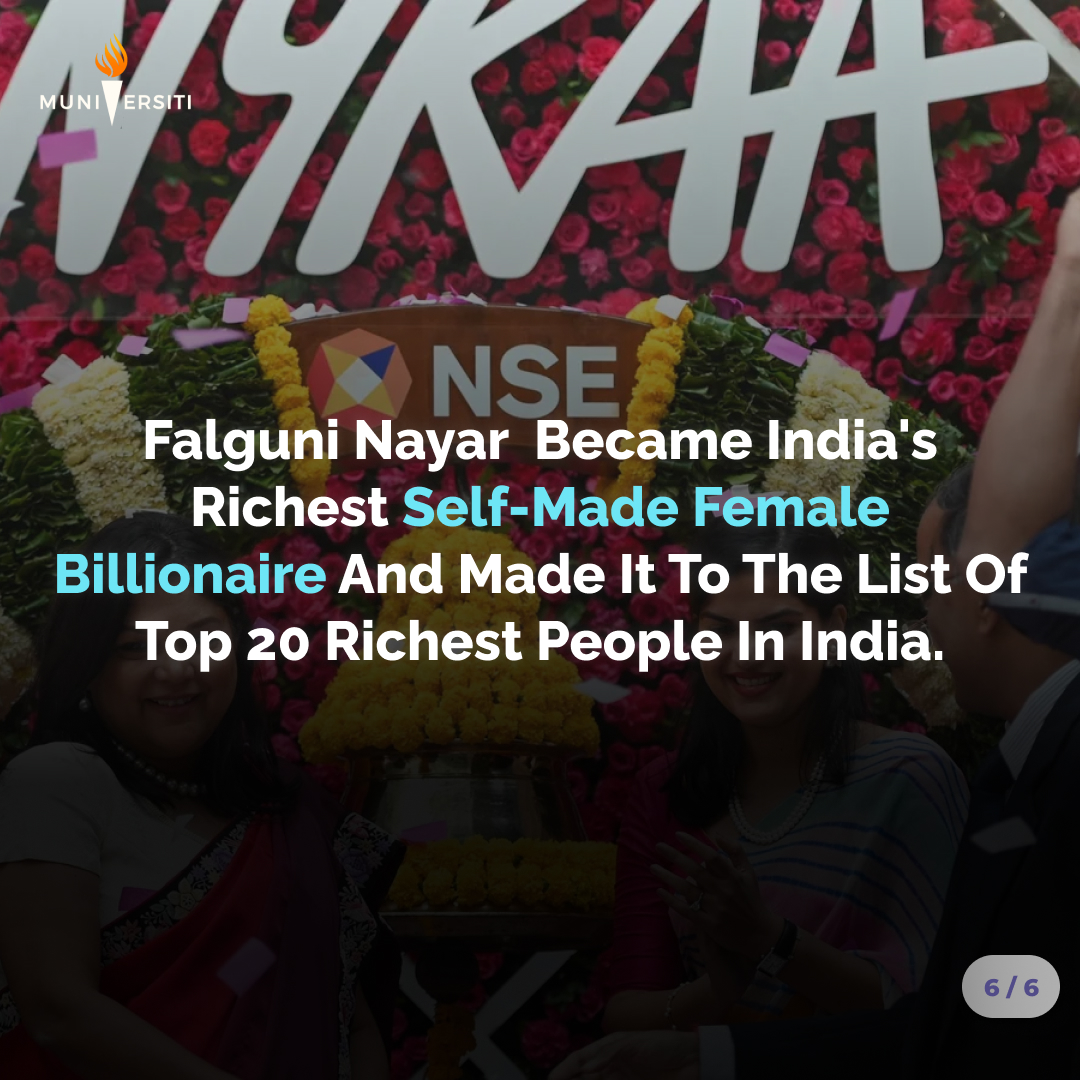 NYKAA
MUNIVERSITI
NSE
Falguni Nayar  Became India's
Richest Self-Made Female
Billionaire And Made It To The List Of
Top 20 Richest People In India.
6 / 6